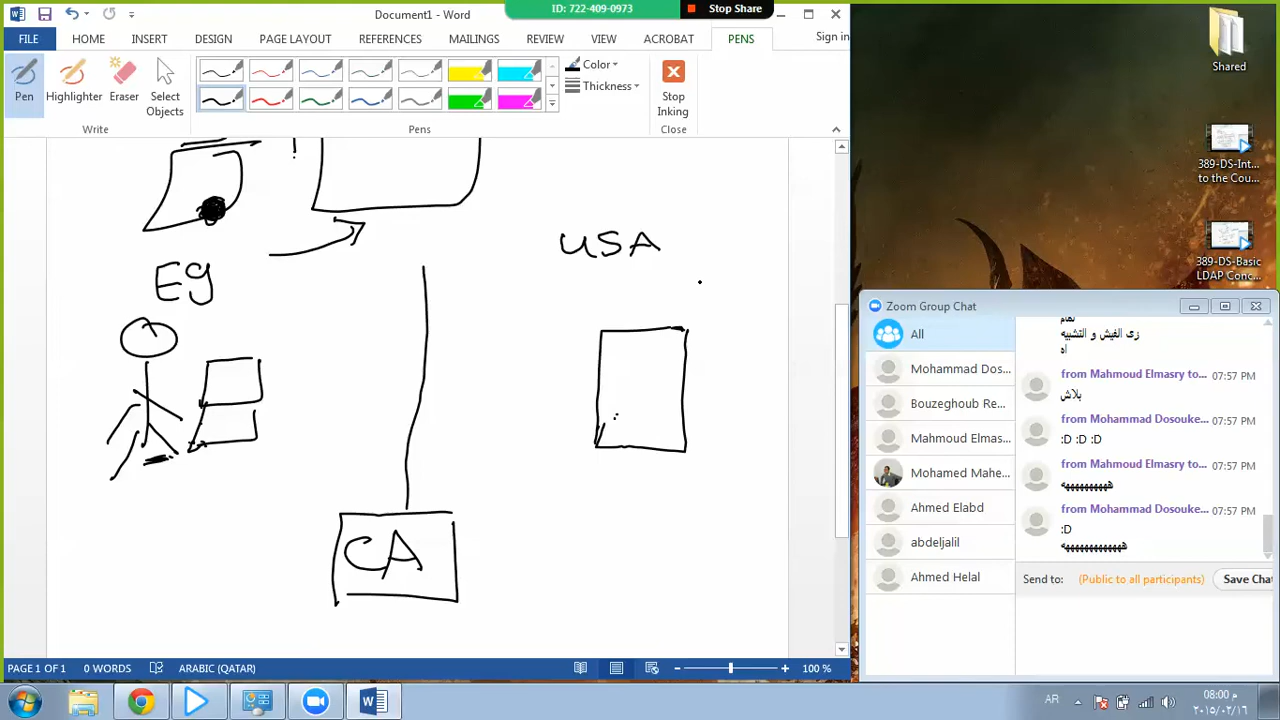 Document1 - Word
ID: 722-409-0973
Stop Share
FILE
HOME
INSERT
DESIGN
PAGE LAYOUT
REFERENCES
MAILINGS
REVIEW
VIEW
ACROBAT
PENS
Sign in
Pen
Highlighter
Eraser
Select Objects
Color
Thickness
Stop Inking
Write
Pens
Close
USA
Eg
CA
PAGE 1 OF 1
0 WORDS
ARABIC (QATAR)
100 %
Shared
389-DS-Int...
to the Cou...
389-DS-Basic
LDAP Conc...
Zoom Group Chat
All
Mohammad Dos...
Bouzeghoub Re...
Mahmoud Elmas...
Mohamed Mahe...
Ahmed Elabd
abdeljalil
Ahmed Helal
زى الفيش و التشبيه
اه
from Mahmoud Elmasry to... 07:57 PM
بلاش
from Mohammad Dosouke... 07:57 PM
:D :D :D
from Mahmoud Elmasry to... 07:57 PM
from Mohammad Dosouke... 07:57 PM
:D
Send to: (Public to all participants) Save Chat
AR
08:00 م
٢٠١٥/٠٢/١٦